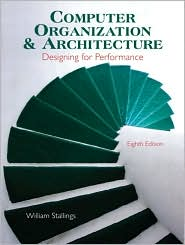 COMPUTER
ORGANIZATION
& ARCHITECTURE
Designing for Performance
Eighth Edition
William Stallings